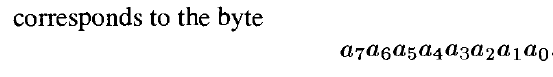 corresponds to the byte
a₇a₆a₅a₄a₃a₂a₁a₀.